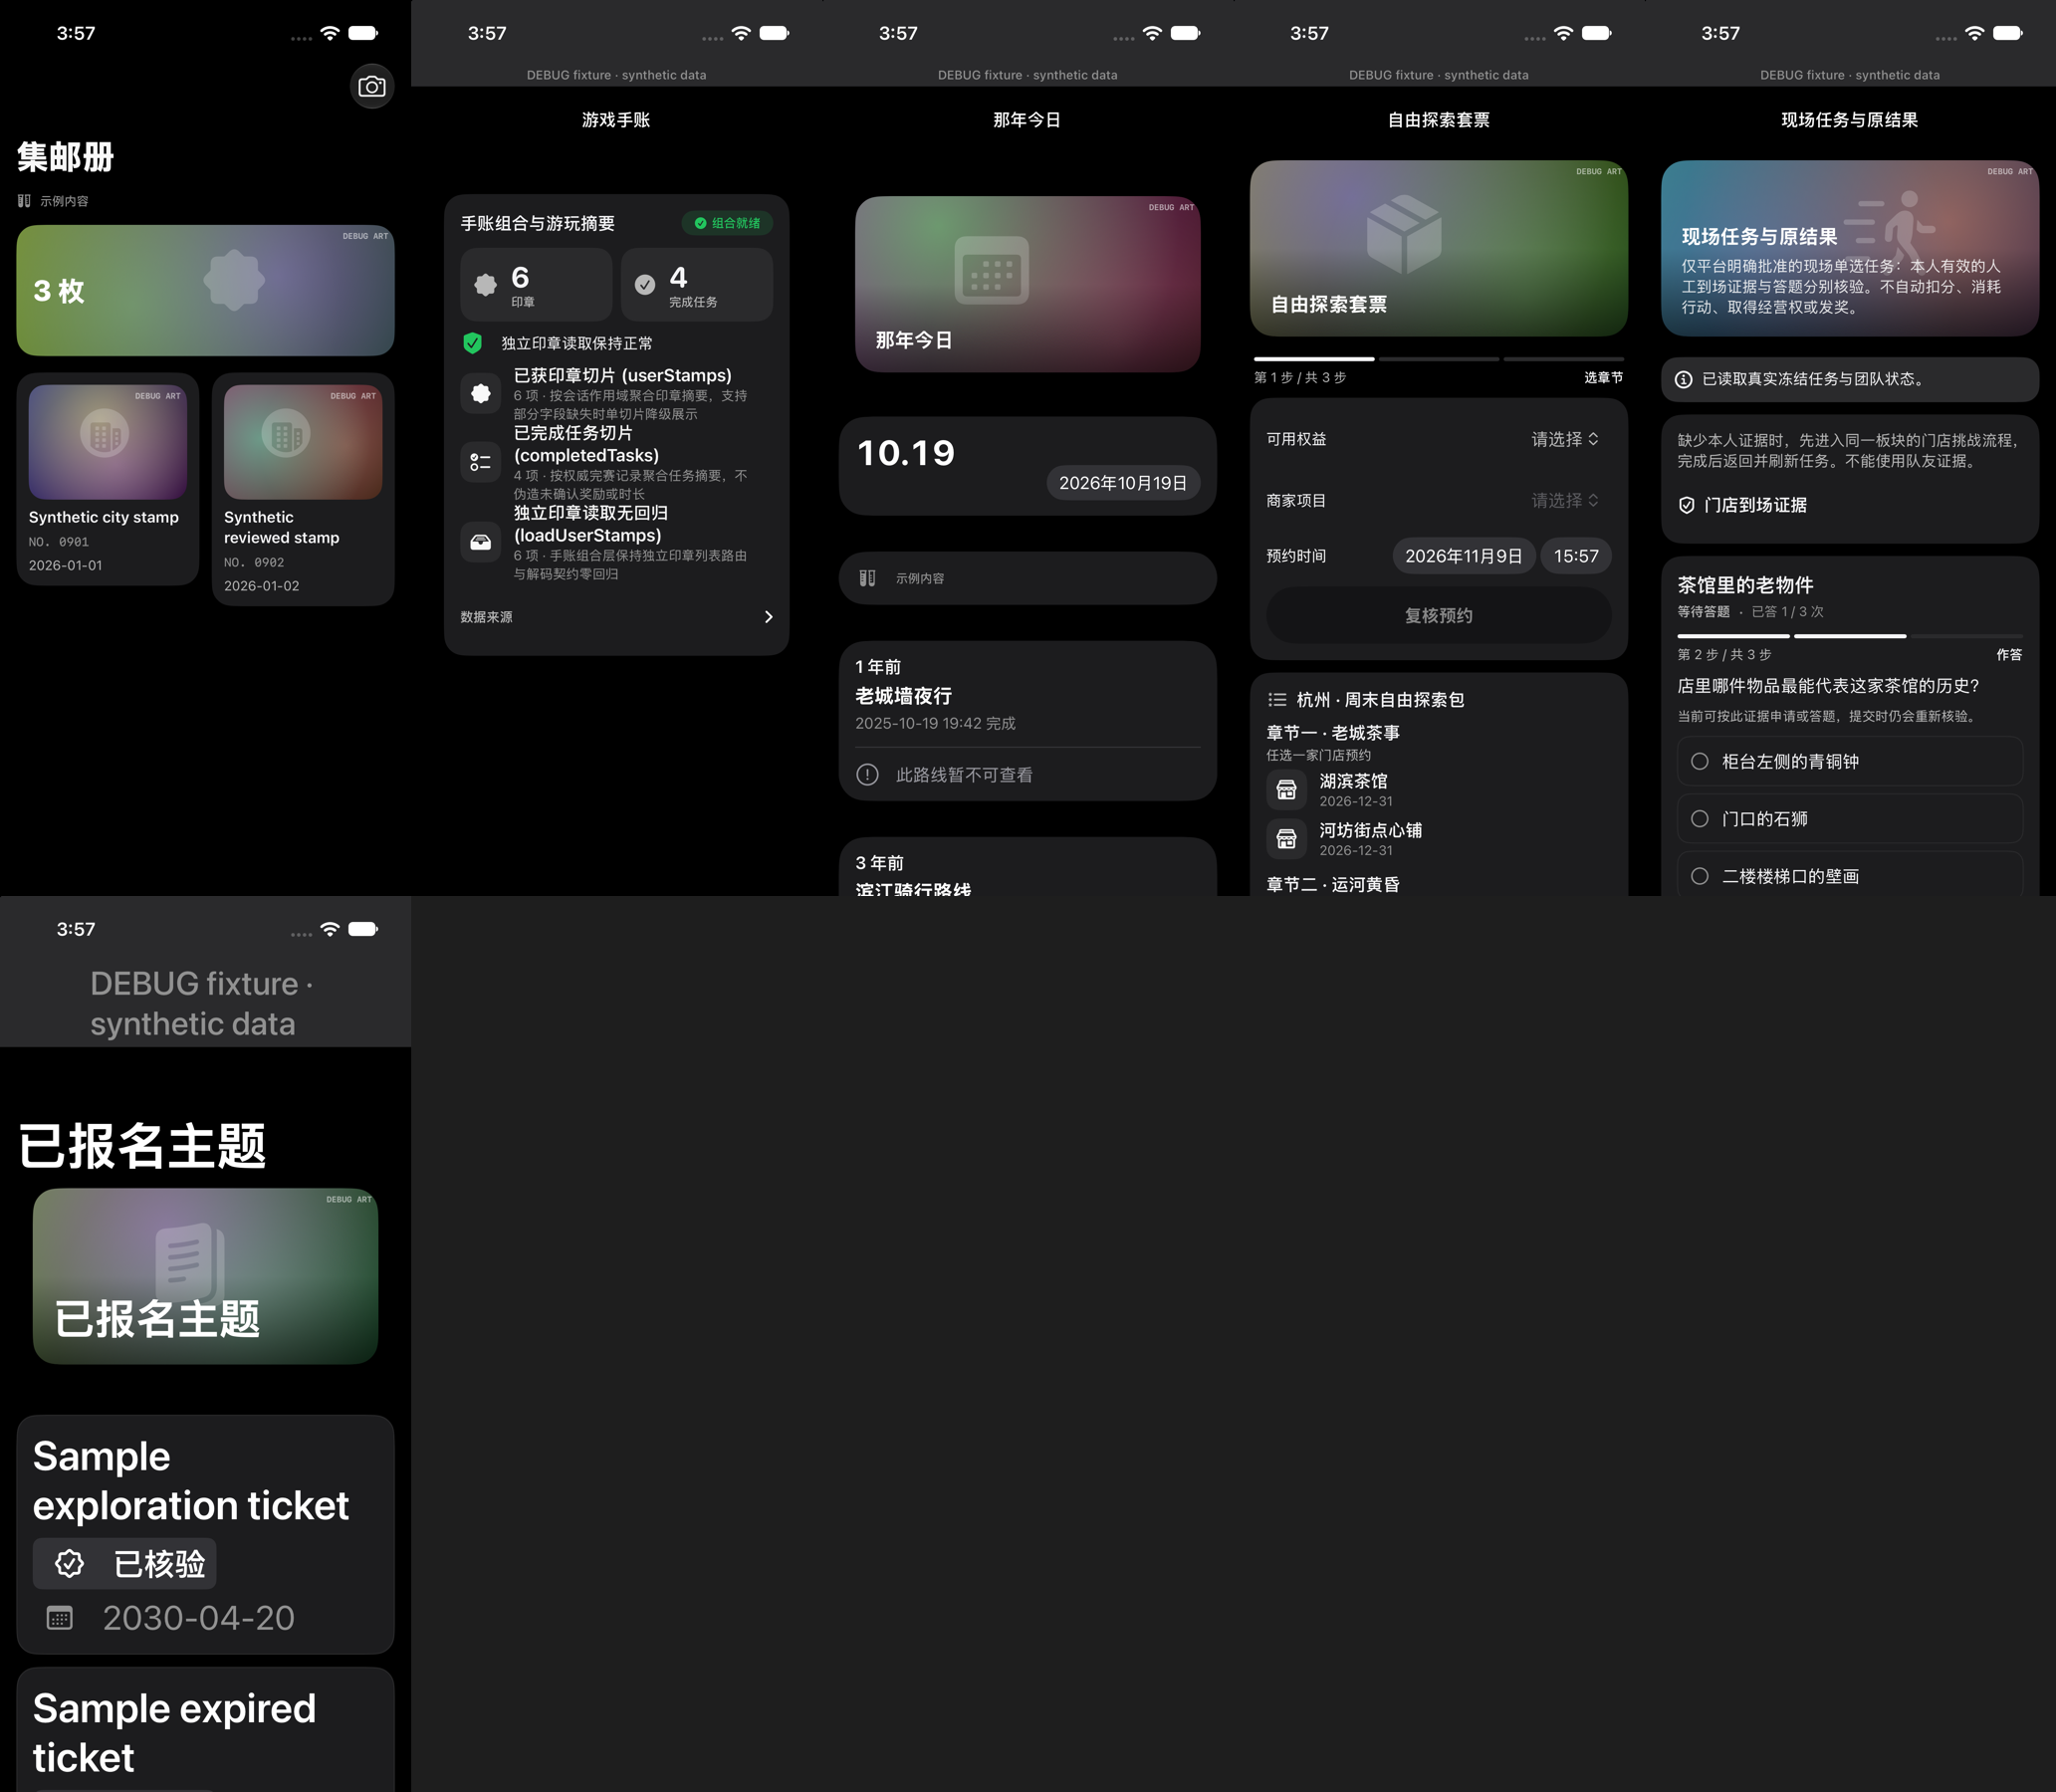 3:57
集邮册
示例内容
DEBUG ART
3 枚
DEBUG ART
Synthetic city stamp
NO. 0901
2026-01-01
DEBUG ART
Synthetic
reviewed stamp
NO. 0902
2026-01-02
3:57
DEBUG fixture · synthetic data
游戏手账
手账组合与游玩摘要
组合就绪
6
印章
4
完成任务
独立印章读取保持正常
已获印章切片 (userStamps)
6 项 · 按会话作用域聚合印章摘要，支持
部分字段缺失时单切片降级展示
已完成任务切片
(completedTasks)
4 项 · 按权威完赛记录聚合任务摘要，不
伪造未确认奖励或时长
独立印章读取无回归
(loadUserStamps)
6 项 · 手账组合层保持独立印章列表路由
与解码契约零回归
数据来源
3:57
DEBUG fixture · synthetic data
那年今日
DEBUG ART
那年今日
10.19
2026年10月19日
示例内容
1 年前
老城墙夜行
2025-10-19 19:42 完成
此路线暂不可查看
3 年前
滨江骑行路线
3:57
DEBUG fixture · synthetic data
自由探索套票
DEBUG ART
自由探索套票
第 1 步 / 共 3 步
选章节
可用权益
请选择
商家项目
请选择
预约时间
2026年11月9日
15:57
复核预约
杭州 · 周末自由探索包
章节一 · 老城茶事
任选一家门店预约
湖滨茶馆
2026-12-31
河坊街点心铺
2026-12-31
章节二 · 运河黄昏
3:57
DEBUG fixture · synthetic data
现场任务与原结果
DEBUG ART
现场任务与原结果
仅平台明确批准的现场单选任务：本人有效的人
工到场证据与答题分别核验。不自动扣分、消耗
行动、取得经营权或发奖。
已读取真实冻结任务与团队状态。
缺少本人证据时，先进入同一板块的门店挑战流程，
完成后返回并刷新任务。不能使用队友证据。
门店到场证据
茶馆里的老物件
等待答题 · 已答 1 / 3 次
第 2 步 / 共 3 步
作答
店里哪件物品最能代表这家茶馆的历史？
当前可按此证据申请或答题，提交时仍会重新核验。
柜台左侧的青铜钟
门口的石狮
二楼楼梯口的壁画
3:57
DEBUG fixture ·
synthetic data
已报名主题
DEBUG ART
已报名主题
Sample
exploration ticket
已核验
2030-04-20
Sample expired
ticket